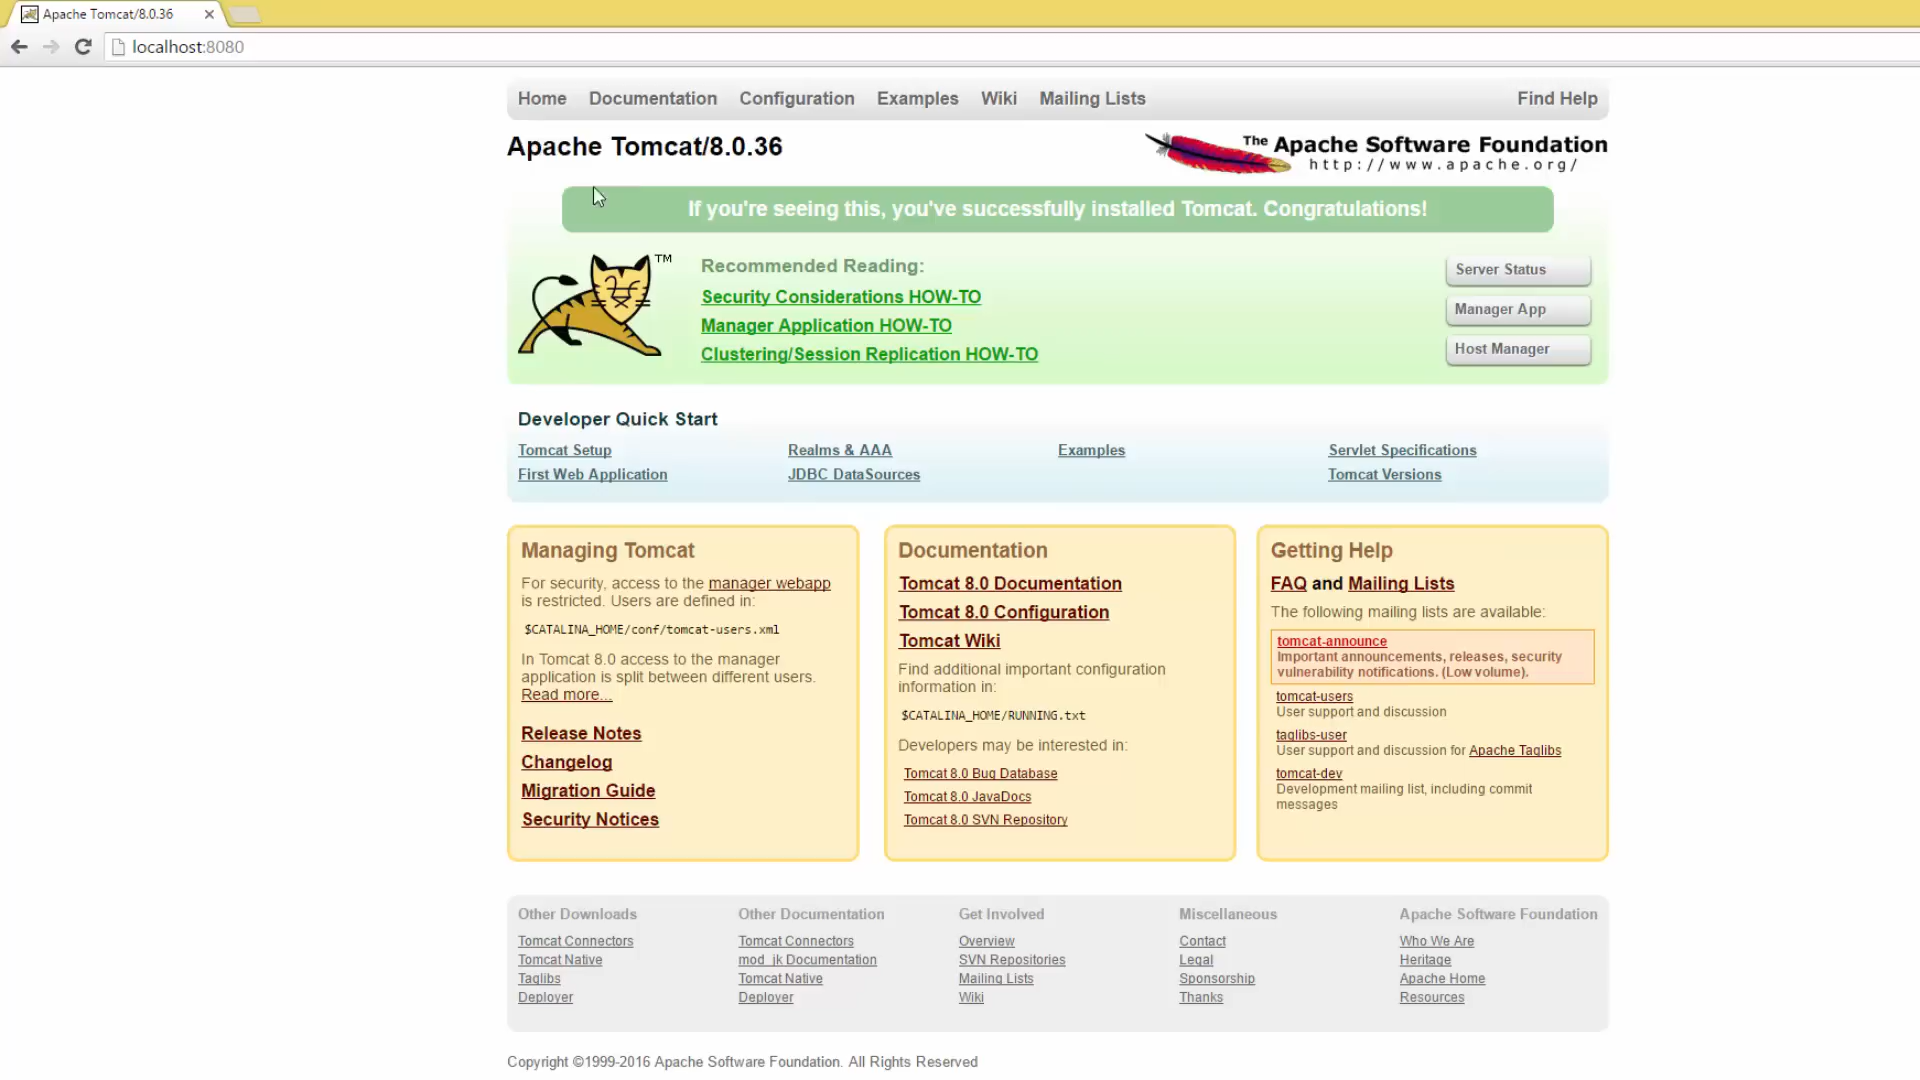 Apache Tomcat/8.0.36
localhost:8080
Home Documentation Configuration Examples Wiki Mailing Lists Find Help
Apache Tomcat/8.0.36
The Apache Software Foundation
http://www.apache.org/
If you're seeing this, you've successfully installed Tomcat. Congratulations!
TM
Recommended Reading:
Security Considerations HOW-TO
Manager Application HOW-TO
Clustering/Session Replication HOW-TO
Server Status
Manager App
Host Manager
Developer Quick Start
Tomcat Setup
First Web Application
Realms & AAA
JDBC DataSources
Examples
Servlet Specifications
Tomcat Versions
Managing Tomcat
For security, access to the manager webapp
is restricted. Users are defined in:
$CATALINA_HOME/conf/tomcat-users.xml
In Tomcat 8.0 access to the manager
application is split between different users.
Read more...
Release Notes
Changelog
Migration Guide
Security Notices
Documentation
Tomcat 8.0 Documentation
Tomcat 8.0 Configuration
Tomcat Wiki
Find additional important configuration
information in:
$CATALINA_HOME/RUNNING.txt
Developers may be interested in:
Tomcat 8.0 Bug Database
Tomcat 8.0 JavaDocs
Tomcat 8.0 SVN Repository
Getting Help
FAQ and Mailing Lists
The following mailing lists are available:
tomcat-announce
Important announcements, releases, security
vulnerability notifications. (Low volume).
tomcat-users
User support and discussion
taglibs-user
User support and discussion for Apache Taglibs
tomcat-dev
Development mailing list, including commit
messages
Other Downloads
Tomcat Connectors
Tomcat Native
Taglibs
Deployer
Other Documentation
Tomcat Connectors
mod_jk Documentation
Tomcat Native
Deployer
Get Involved
Overview
SVN Repositories
Mailing Lists
Wiki
Miscellaneous
Contact
Legal
Sponsorship
Thanks
Apache Software Foundation
Who We Are
Heritage
Apache Home
Resources
Copyright ©1999-2016 Apache Software Foundation. All Rights Reserved